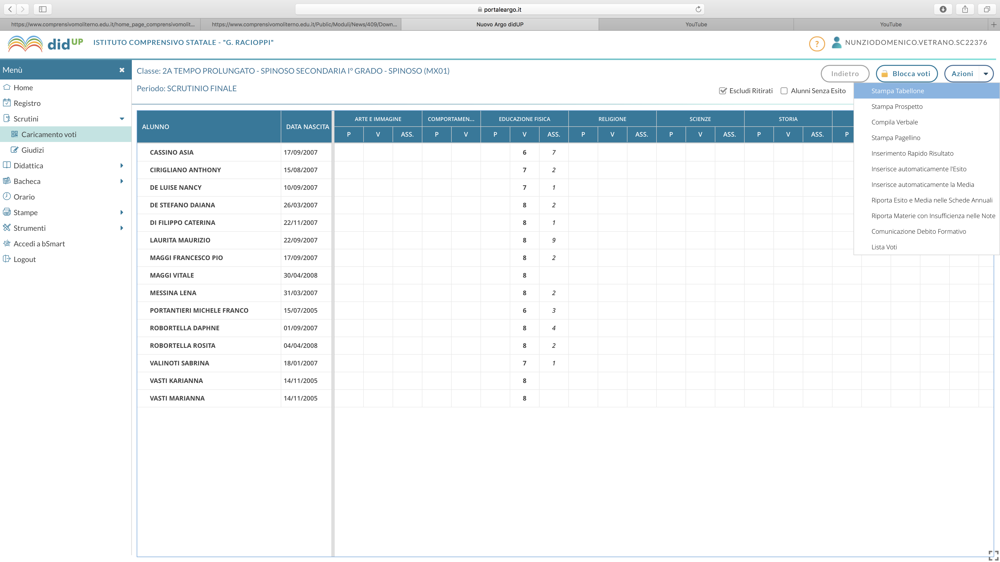 portaleargo.it
https://www.comprensivomoliterno.edu.it/home_page_comprensivomolit...
https://www.comprensivomoliterno.edu.it/Public/Moduli/News/409/Down...
Nuovo Argo didUP
YouTube
YouTube
didUP
ISTITUTO COMPRENSIVO STATALE - "G. RACIOPPI"
?
NUNZIODOMENICO.VETRANO.SC22376
Menù
Home
Registro
Scrutini
Caricamento voti
Giudizi
Didattica
Bacheca
Orario
Stampe
Strumenti
Accedi a bSmart
Logout
Classe: 2A TEMPO PROLUNGATO - SPINOSO SECONDARIA I° GRADO - SPINOSO (MX01)
Periodo: SCRUTINIO FINALE
Indietro
Blocca voti
Azioni
Escludi Ritirati
Alunni Senza Esito
Stampa Tabellone
Stampa Prospetto
Compila Verbale
Stampa Pagellino
Inserimento Rapido Risultato
Inserisce automaticamente l'Esito
Inserisce automaticamente la Media
Riporta Esito e Media nelle Schede Annuali
Riporta Materie con Insufficienza nelle Note
Comunicazione Debito Formativo
Lista Voti
ALUNNO DATA NASCITA ARTE E IMMAGINE COMPORTAMEN... EDUCAZIONE FISICA RELIGIONE SCIENZE STORIA
P V ASS. P V P V ASS. P V ASS. P V ASS. P V ASS. P
CASSINO ASIA 17/09/2007 6 7
CIRIGLIANO ANTHONY 15/08/2007 7 2
DE LUISE NANCY 10/09/2007 7 1
DE STEFANO DAIANA 26/03/2007 8 2
DI FILIPPO CATERINA 22/11/2007 8 1
LAURITA MAURIZIO 22/09/2007 8 9
MAGGI FRANCESCO PIO 17/09/2007 8 2
MAGGI VITALE 30/04/2008 8
MESSINA LENA 31/03/2007 8 2
PORTANTIERI MICHELE FRANCO 15/07/2005 6 3
ROBORTELLA DAPHNE 01/09/2007 8 4
ROBORTELLA ROSITA 04/04/2008 8 2
VALINOTI SABRINA 18/01/2007 7 1
VASTI KARIANNA 14/11/2005 8
VASTI MARIANNA 14/11/2005 8